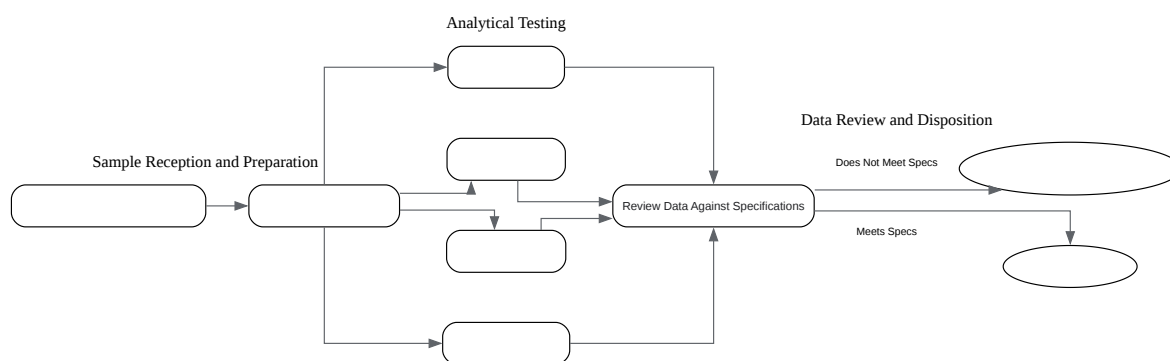 Analytical Testing
Data Review and Disposition
Sample Reception and Preparation
Does Not Meet Specs
Review Data Against Specifications
Meets Specs